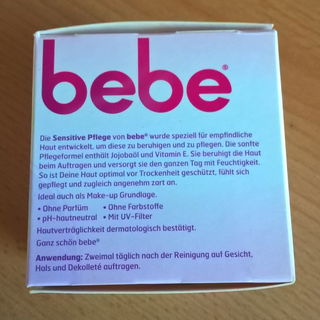 bebe®
Die Sensitive Pflege von bebe® wurde speziell für empfindliche
Haut entwickelt, um diese zu beruhigen und zu pflegen. Die sanfte
Pflegeformel enthält Jojobaöl und Vitamin E. Sie beruhigt die Haut
beim Auftragen und versorgt sie den ganzen Tag mit Feuchtigkeit.
So ist Deine Haut optimal vor Trockenheit geschützt, fühlt sich
gepflegt und zugleich angenehm zart an.
Ideal auch als Make-up Grundlage.
• Ohne Parfüm • Ohne Farbstoffe
• pH-hautneutral • Mit UV-Filter
Hautverträglichkeit dermatologisch bestätigt.
Ganz schön bebe®
Anwendung: Zweimal täglich nach der Reinigung auf Gesicht,
Hals und Dekolleté auftragen.